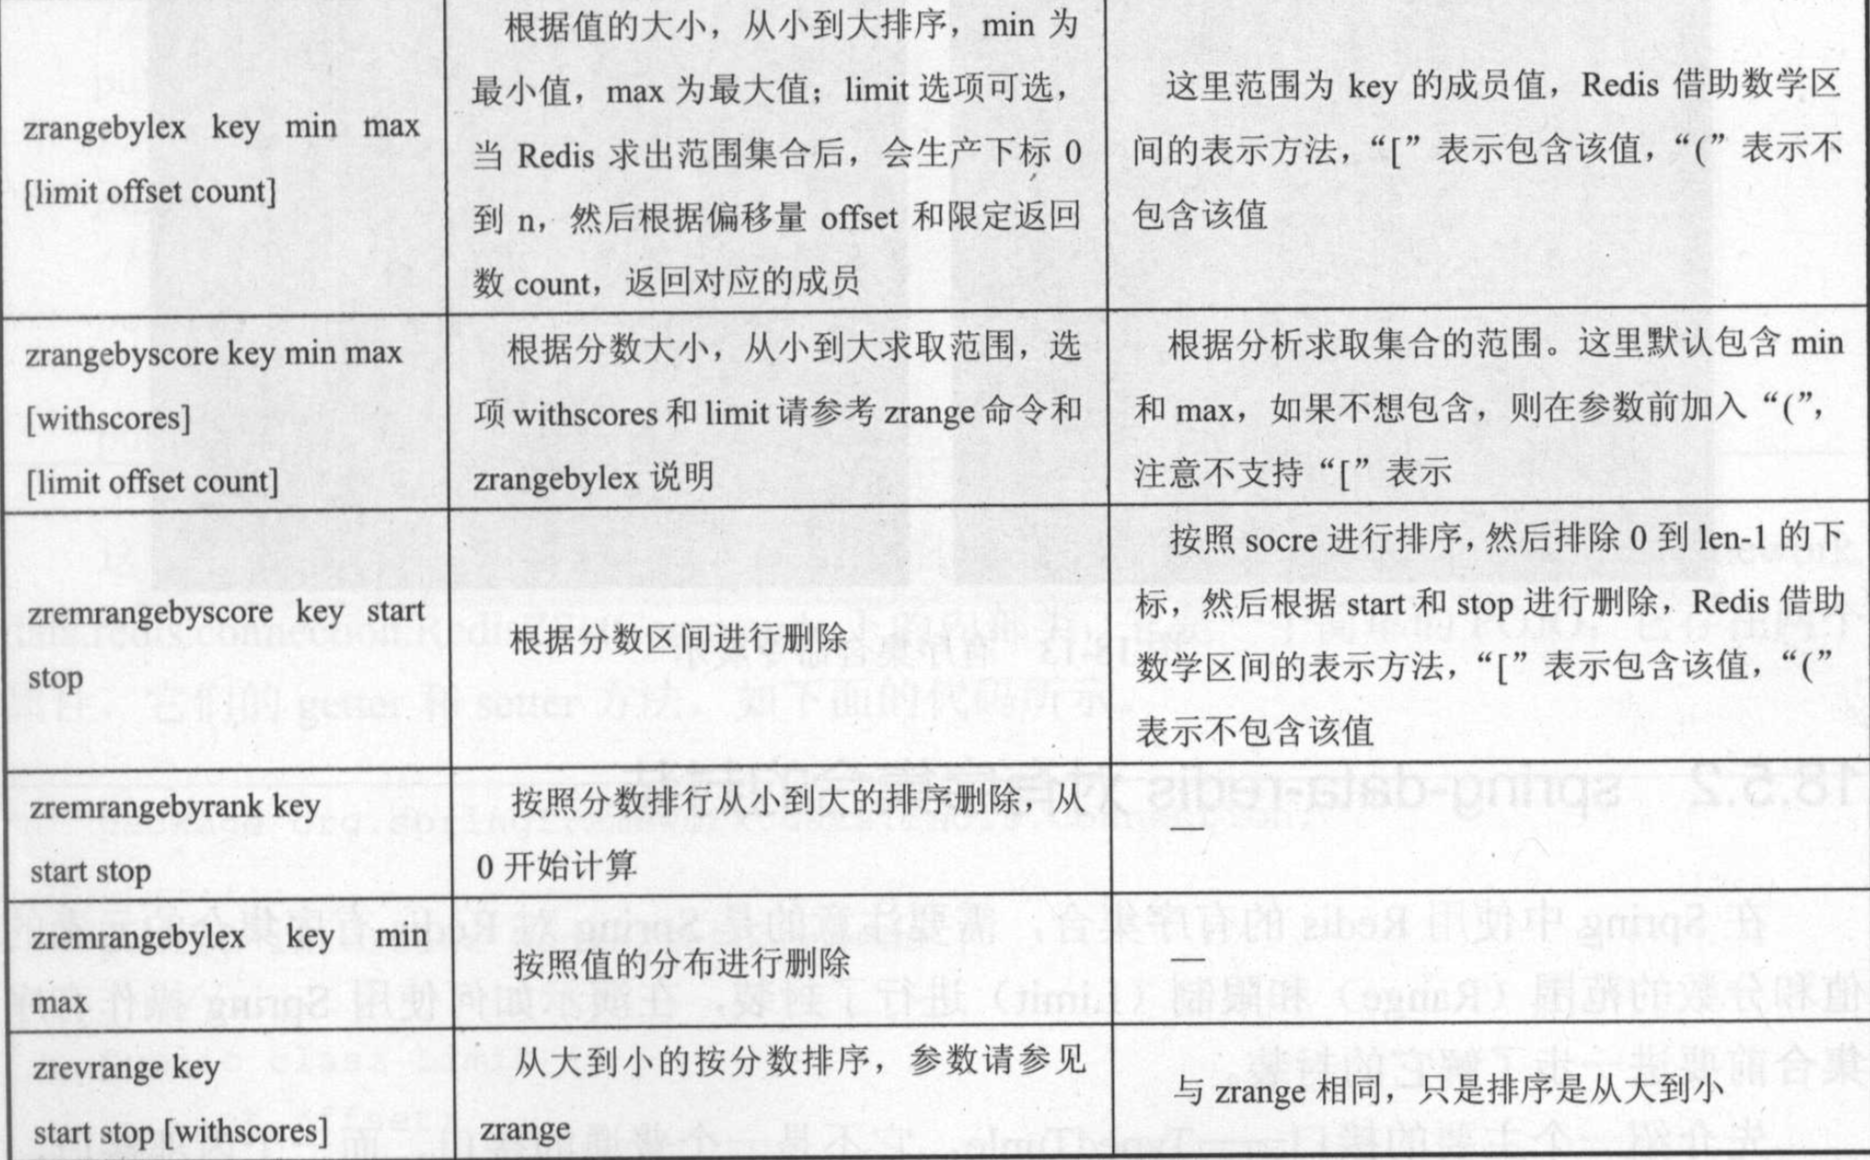 zrangebylex key min max
[limit offset count]
根据值的大小，从小到大排序，min 为
最小值，max 为最大值；limit 选项可选，
当 Redis 求出范围集合后，会生产下标 0
到 n，然后根据偏移量 offset 和限定返回
数 count，返回对应的成员
这里范围为 key 的成员值，Redis 借助数学区
间的表示方法，“[”表示包含该值，“(”表示不
包含该值
zrangebyscore key min max
[withscores]
[limit offset count]
根据分数大小，从小到大求取范围，选
项 withscores 和 limit 请参考 zrange 命令和
zrangebylex 说明
根据分析求取集合的范围。这里默认包含 min
和 max，如果不想包含，则在参数前加入“(”，
注意不支持“[”表示
zremrangebyscore key start
stop
根据分数区间进行删除
按照 socre 进行排序，然后排除 0 到 len-1 的下
标，然后根据 start 和 stop 进行删除，Redis 借助
数学区间的表示方法，“[”表示包含该值，“(”
表示不包含该值
zremrangebyrank key
start stop
按照分数排行从小到大的排序删除，从
0 开始计算
—
zremrangebylex key min
max
按照值的分布进行删除
—
zrevrange key
start stop [withscores]
从大到小的按分数排序，参数请参见
zrange
与 zrange 相同，只是排序是从大到小